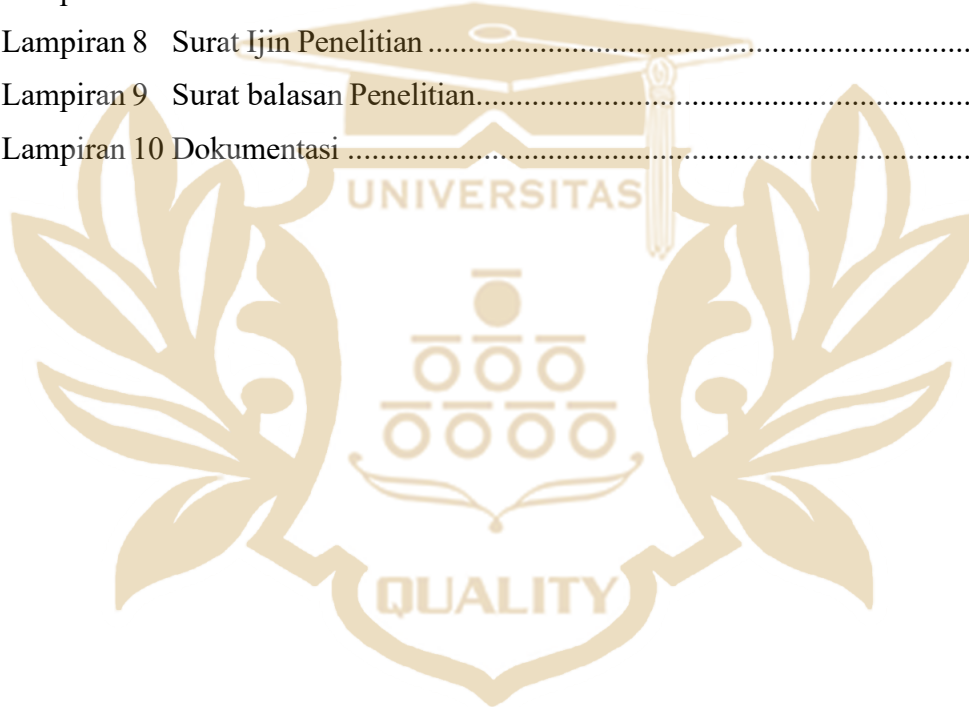 Lampiran 8 Surat Ijin Penelitian ................................................................
Lampiran 9 Surat balasan Penelitian..........................................................
Lampiran 10 Dokumentasi ..........................................................................
UNIVERSITAS
QUALITY